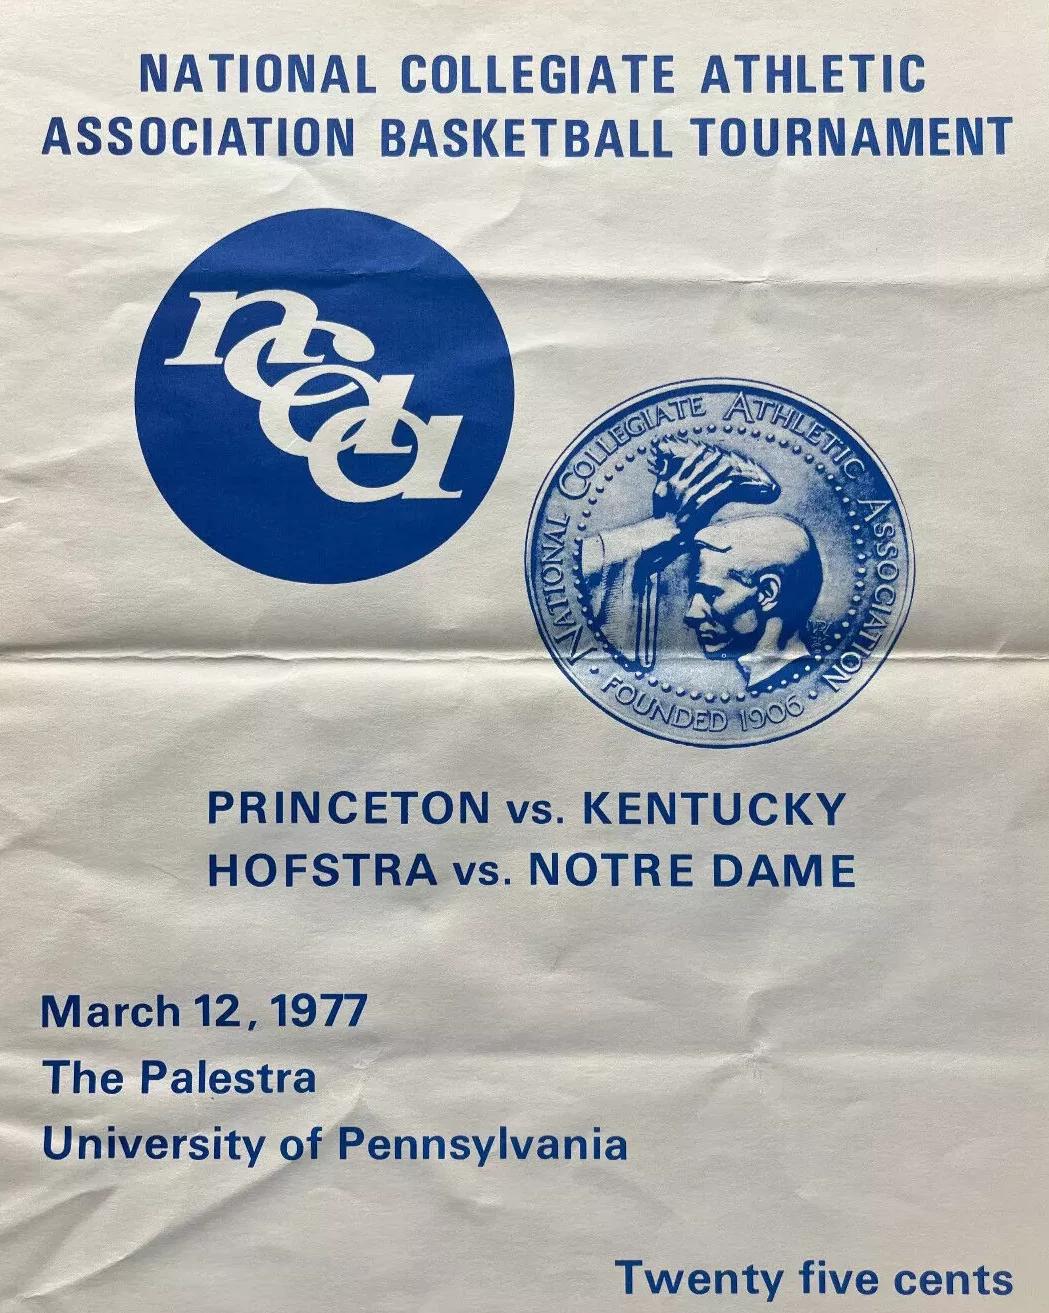 NATIONAL COLLEGIATE ATHLETIC
ASSOCIATION BASKETBALL TOURNAMENT
ncaa
NATIONAL COLLEGIATE ATHLETIC ASSOCIATION
• FOUNDED 1906 •
PRINCETON vs. KENTUCKY
HOFSTRA vs. NOTRE DAME
March 12, 1977
The Palestra
University of Pennsylvania
Twenty five cents